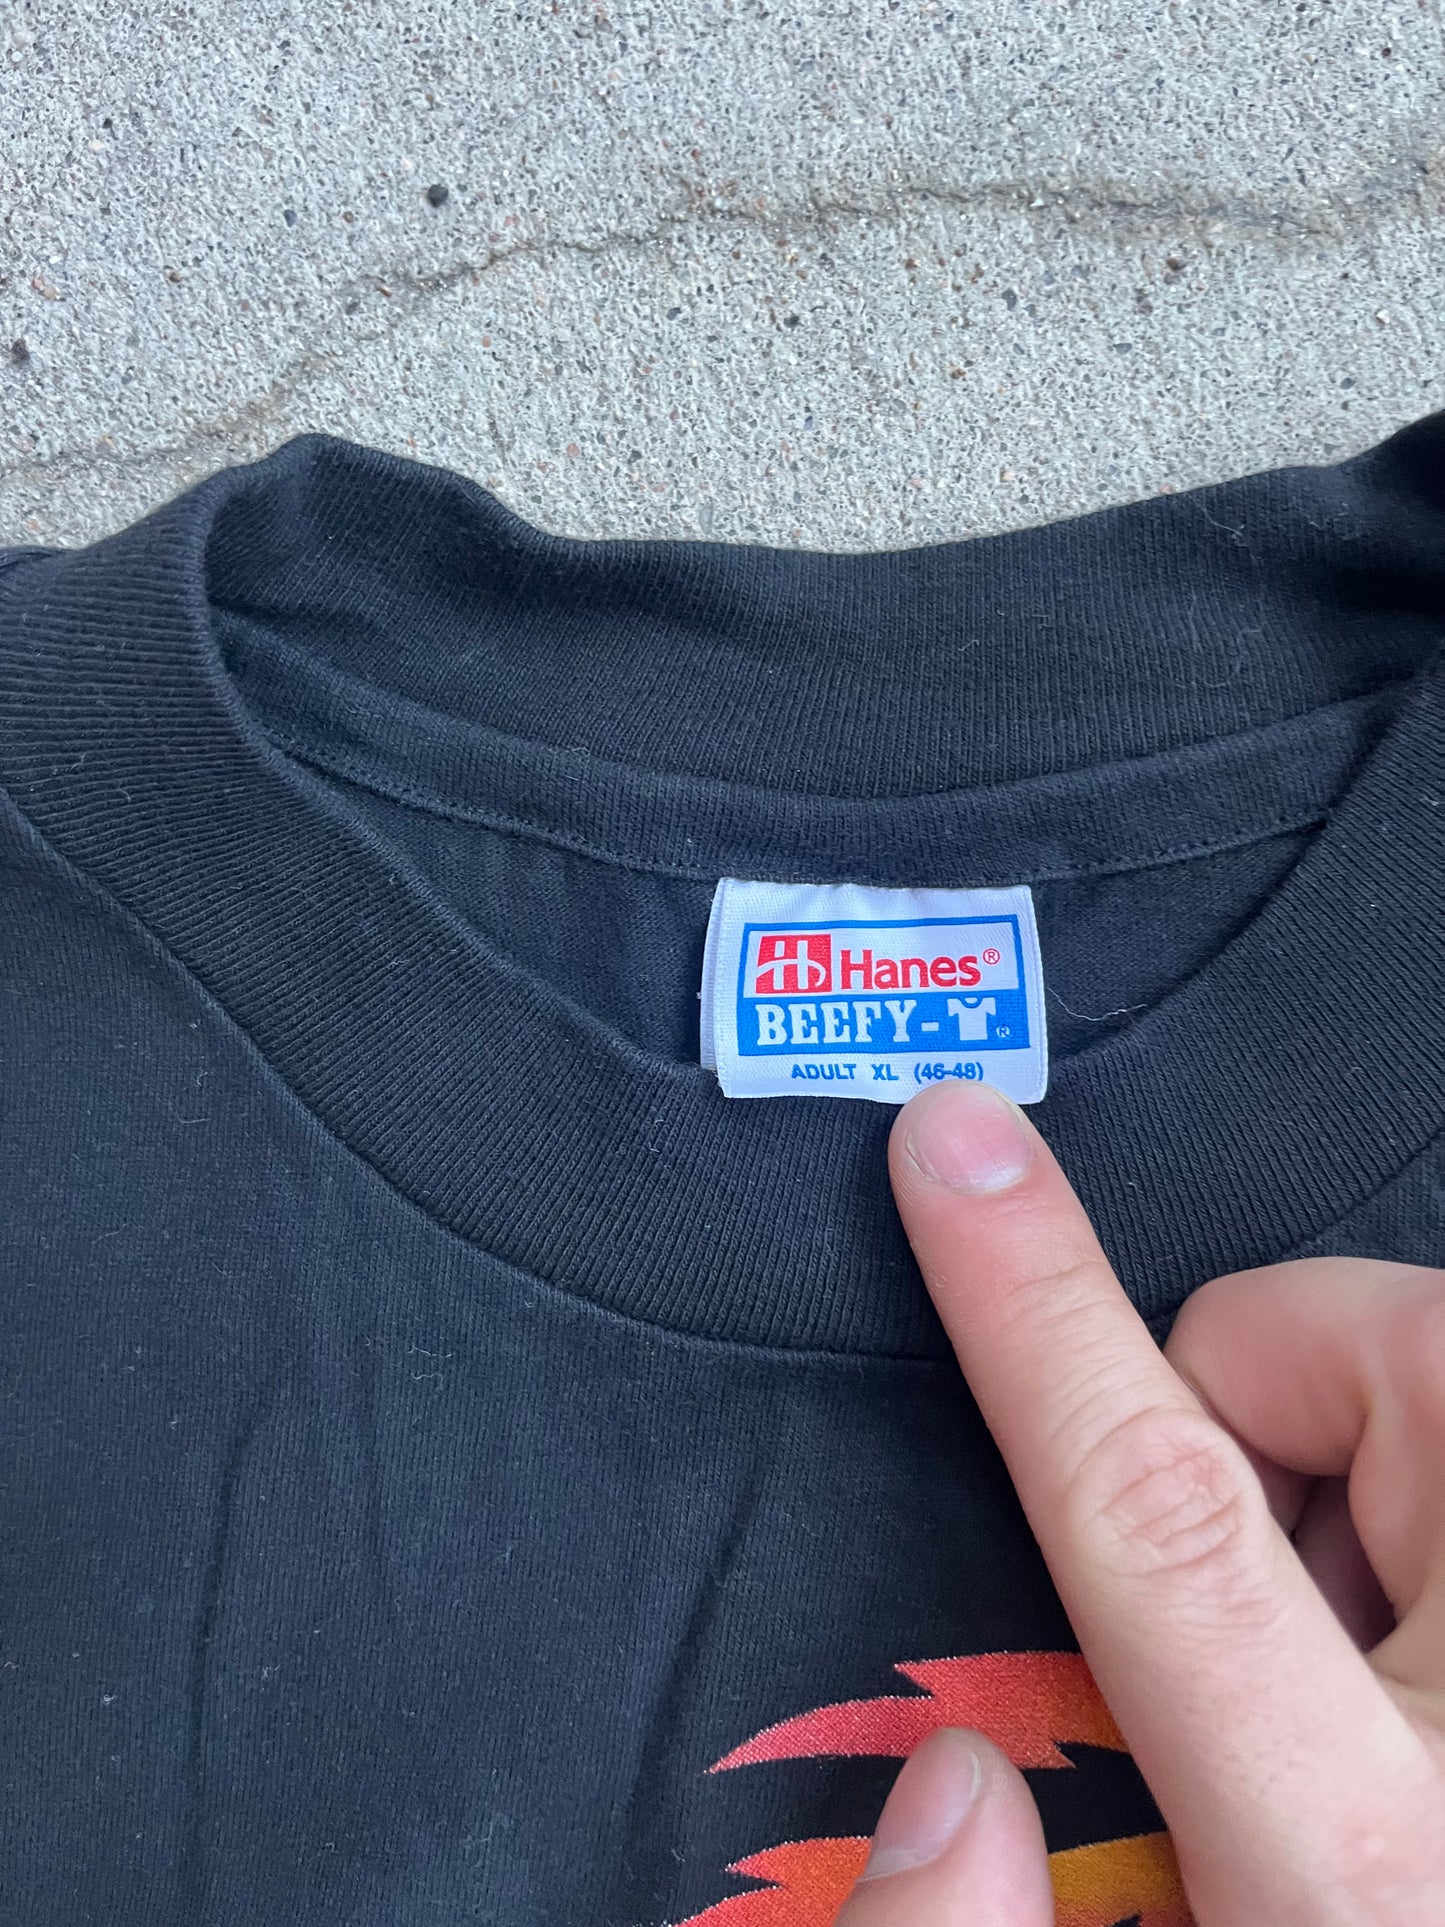 Hanes®
BEEFY-T®
ADULT XL (46-48)